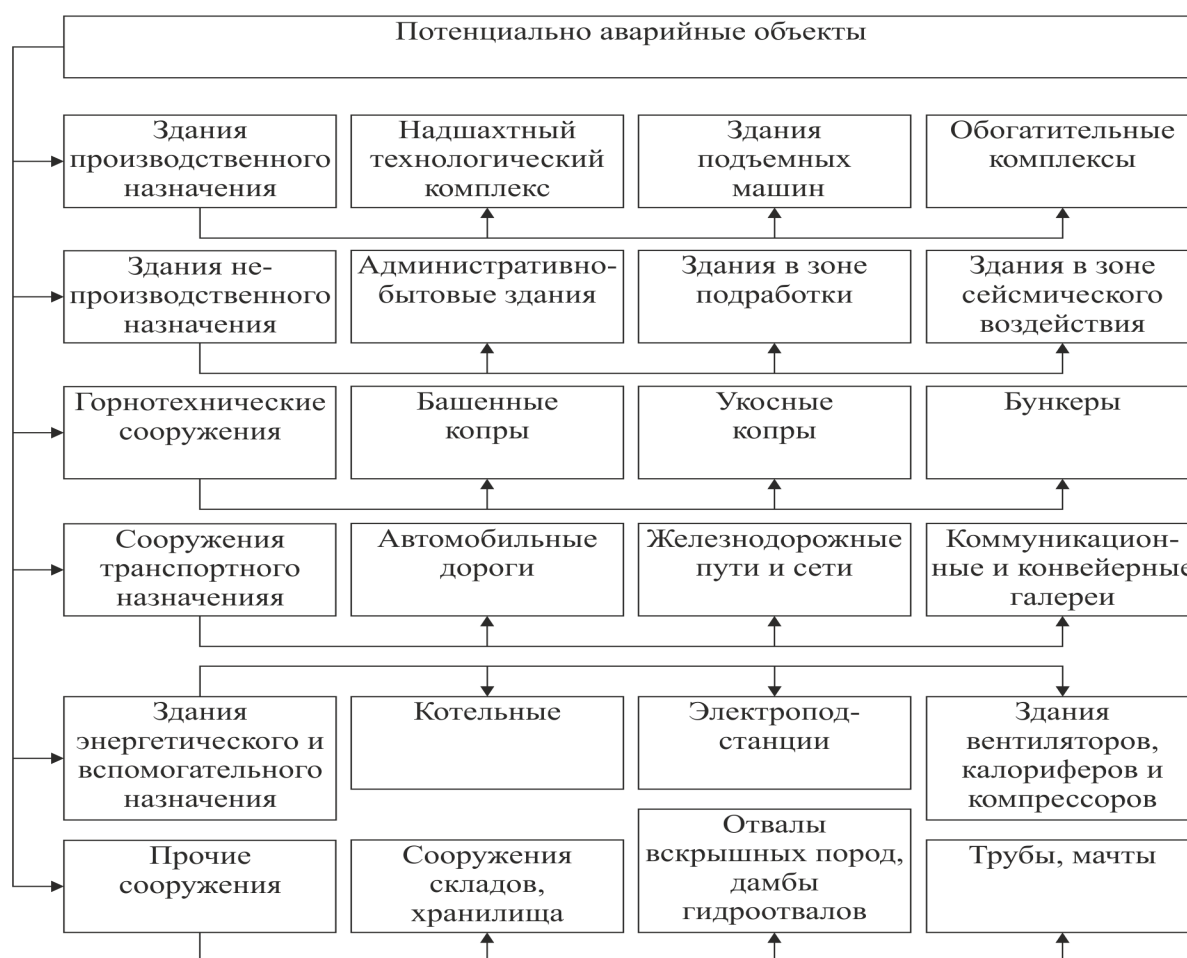 Потенциально аварийные объекты
Здания
производственного
назначения
Надшахтный
технологический
комплекс
Здания
подъемных
машин
Обогатительные
комплексы
Здания не-
производственного
назначения
Административно-
бытовые здания
Здания в зоне
подработки
Здания в зоне
сейсмического
воздействия
Горнотехнические
сооружения
Башенные
копры
Укосные
копры
Бункеры
Сооружения
транспортного
назначенияя
Автомобильные
дороги
Железнодорожные
пути и сети
Коммуникацион-
ные и конвейерные
галереи
Здания
энергетического и
вспомогательного
назначения
Котельные
Электропод-
станции
Здания
вентиляторов,
калориферов и
компрессоров
Прочие
сооружения
Сооружения
складов,
хранилища
Отвалы
вскрышных пород,
дамбы
гидроотвалов
Трубы, мачты